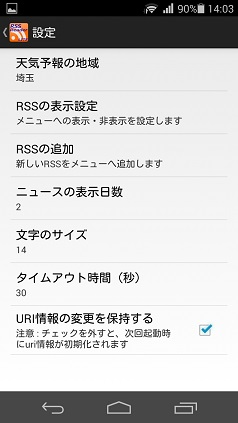 90% 14:03
RSS
設定
天気予報の地域
埼玉
RSSの表示設定
メニューへの表示・非表示を設定します
RSSの追加
新しいRSSをメニューへ追加します
ニュースの表示日数
2
文字のサイズ
14
タイムアウト時間（秒）
30
URI情報の変更を保持する
注意 : チェックを外すと、次回起動時
にuri情報が初期化されます